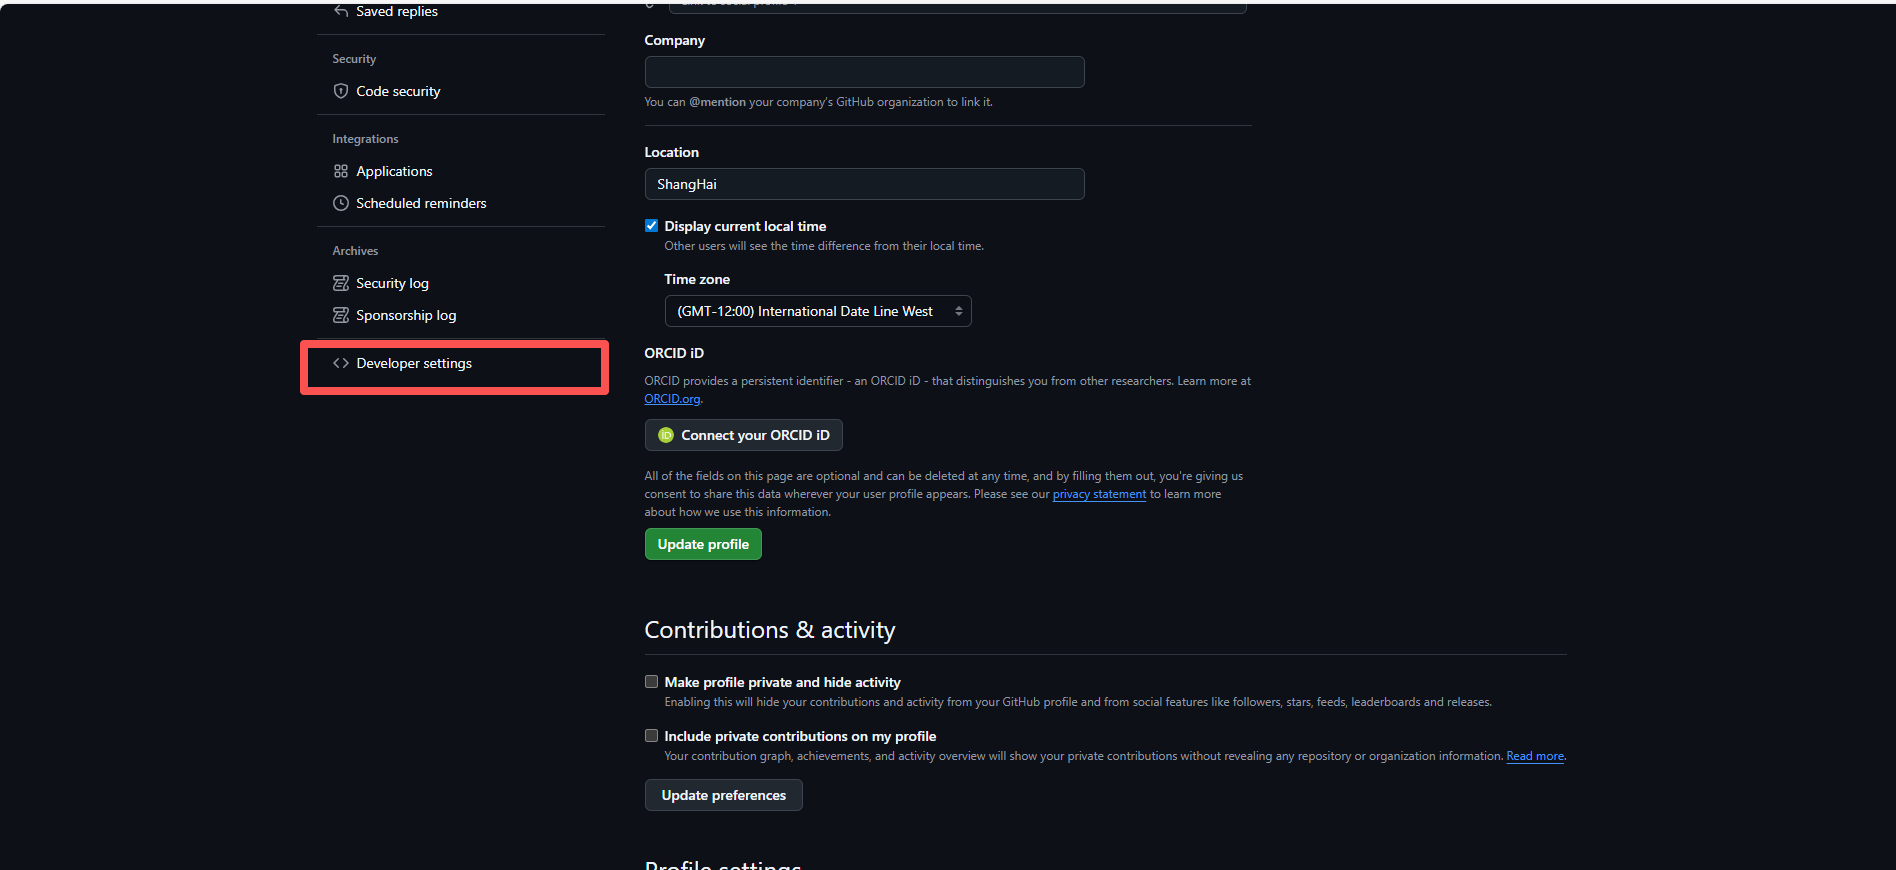 Saved replies
Security
Code security
Integrations
Applications
Scheduled reminders
Archives
Security log
Sponsorship log
Developer settings
Company
You can @mention your company's GitHub organization to link it.
Location
ShangHai
Display current local time
Other users will see the time difference from their local time.
Time zone
(GMT-12:00) International Date Line West
ORCID iD
ORCID provides a persistent identifier - an ORCID iD - that distinguishes you from other researchers. Learn more at
ORCID.org.
iD Connect your ORCID iD
All of the fields on this page are optional and can be deleted at any time, and by filling them out, you're giving us
consent to share this data wherever your user profile appears. Please see our privacy statement to learn more
about how we use this information.
Update profile
Contributions & activity
Make profile private and hide activity
Enabling this will hide your contributions and activity from your GitHub profile and from social features like followers, stars, feeds, leaderboards and releases.
Include private contributions on my profile
Your contribution graph, achievements, and activity overview will show your private contributions without revealing any repository or organization information. Read more.
Update preferences
Profile settings